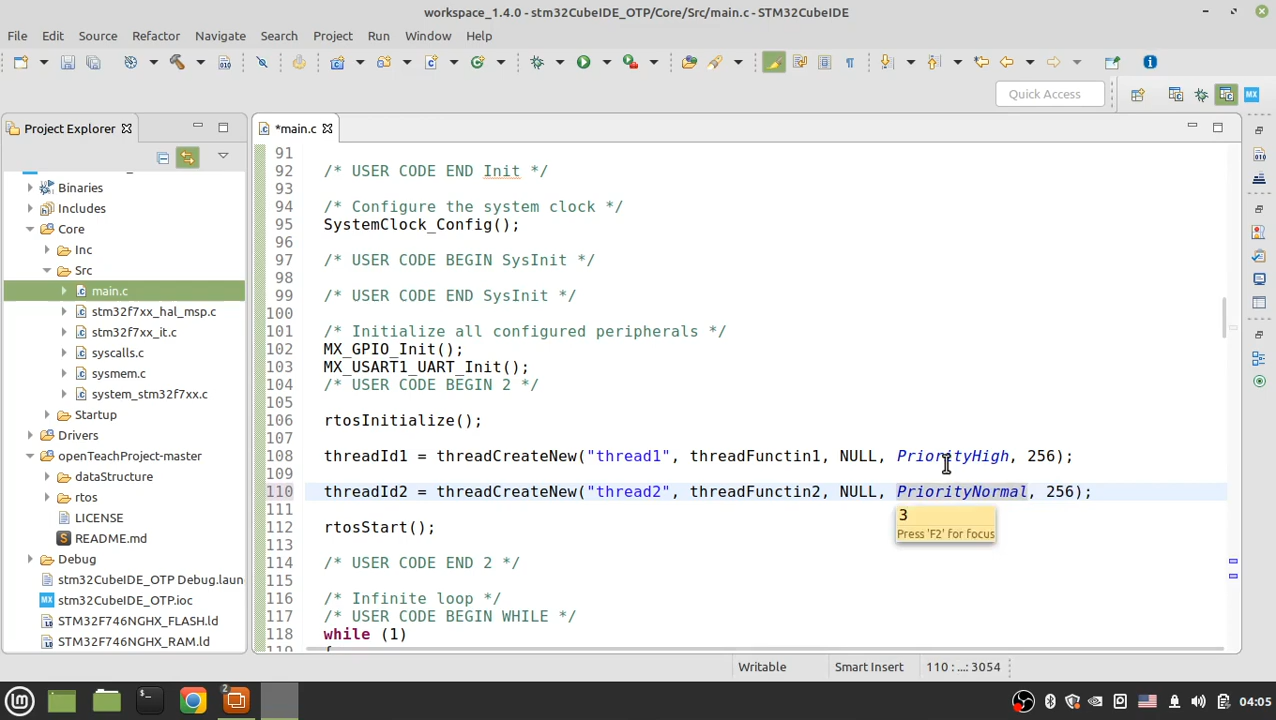 workspace_1.4.0 - stm32CubeIDE_OTP/Core/Src/main.c - STM32CubeIDE
File Edit Source Refactor Navigate Search Project Run Window Help
Quick Access
Project Explorer
Binaries
Includes
Core
Inc
Src
main.c
stm32f7xx_hal_msp.c
stm32f7xx_it.c
syscalls.c
sysmem.c
system_stm32f7xx.c
Startup
Drivers
openTeachProject-master
dataStructure
rtos
LICENSE
README.md
Debug
stm32CubeIDE_OTP Debug.laun
stm32CubeIDE_OTP.ioc
STM32F746NGHX_FLASH.ld
STM32F746NGHX_RAM.ld
*main.c
91
92 /* USER CODE END Init */
93
94 /* Configure the system clock */
95 SystemClock_Config();
96
97 /* USER CODE BEGIN SysInit */
98
99 /* USER CODE END SysInit */
100
101 /* Initialize all configured peripherals */
102 MX_GPIO_Init();
103 MX_USART1_UART_Init();
104 /* USER CODE BEGIN 2 */
105
106 rtosInitialize();
107
108 threadId1 = threadCreateNew("thread1", threadFunctin1, NULL, PriorityHigh, 256);
109
110 threadId2 = threadCreateNew("thread2", threadFunctin2, NULL, PriorityNormal, 256);
111
3
Press 'F2' for focus
112 rtosStart();
113
114 /* USER CODE END 2 */
115
116 /* Infinite loop */
117 /* USER CODE BEGIN WHILE */
118 while (1)
119 {
Writable Smart Insert 110 : ...: 3054
2
04:05